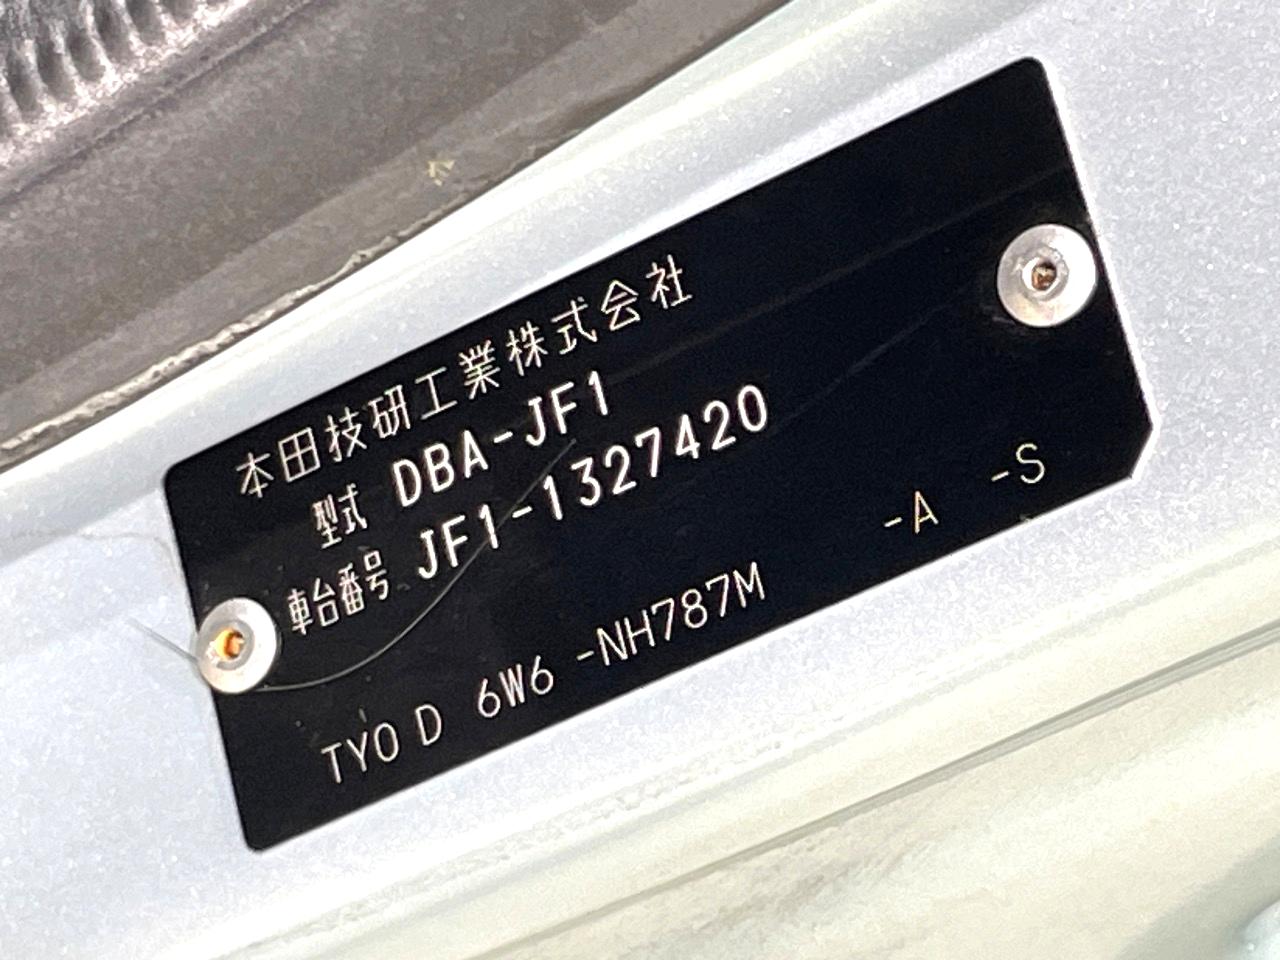 本田技研工業株式会社
型式 DBA-JF1
車台番号 JF1-1327420
TYO D 6W6 -NH787M -A -S